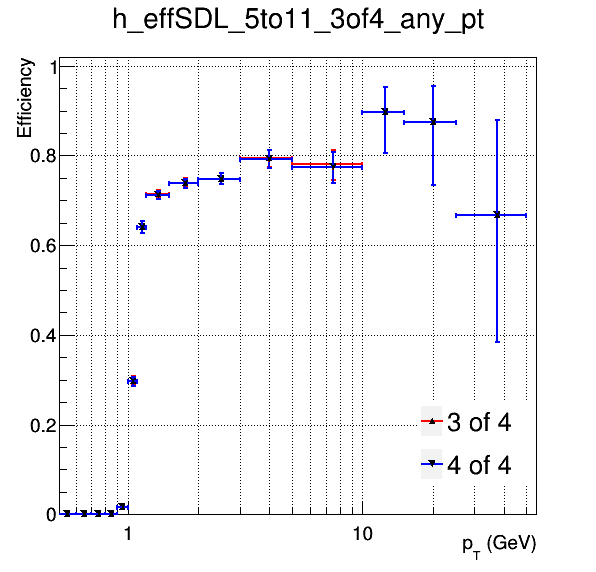 h_effSDL_5to11_3of4_any_pt
Efficiency
1
0.8
0.6
0.4
0.2
0
3 of 4
4 of 4
1
10
p_T (GeV)